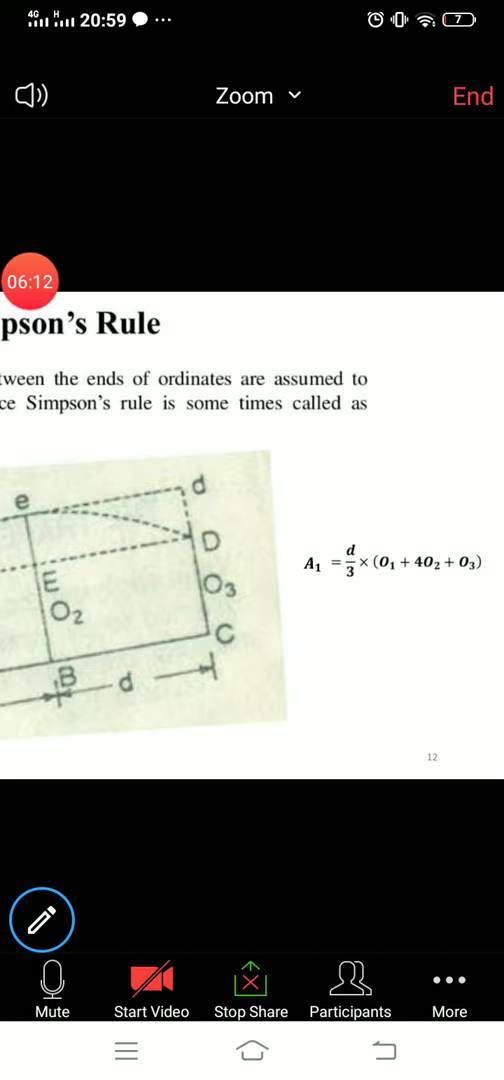 4G H 20:59 ... 7
Zoom End
06:12
pson's Rule
tween the ends of ordinates are assumed to
ce Simpson's rule is some times called as
e d
D
E O3
O2
C
B d
A1 = d/3 × (O1 + 4O2 + O3)
12
Mute Start Video Stop Share Participants More